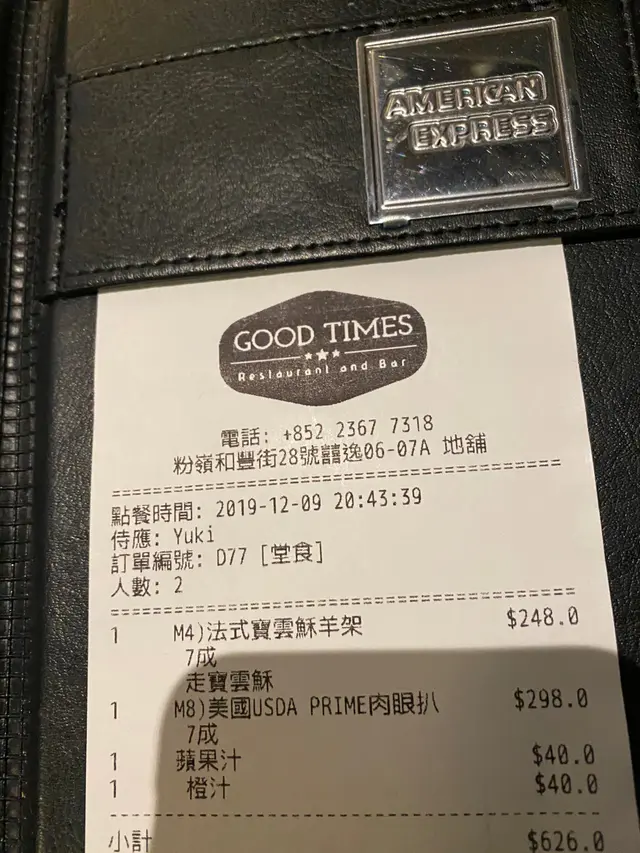 AMERICAN
EXPRESS
GOOD TIMES
Restaurant and Bar
電話: +852 2367 7318
粉嶺和豐街28號囍逸06-07A 地舖
點餐時間: 2019-12-09 20:43:39
侍應: Yuki
訂單編號: D77 [堂食]
人數: 2
1 M4)法式寶雲酥羊架 $248.0
7成
走寶雲酥
1 M8)美國USDA PRIME肉眼扒 $298.0
7成
1 蘋果汁 $40.0
1 橙汁 $40.0
小計 $626.0